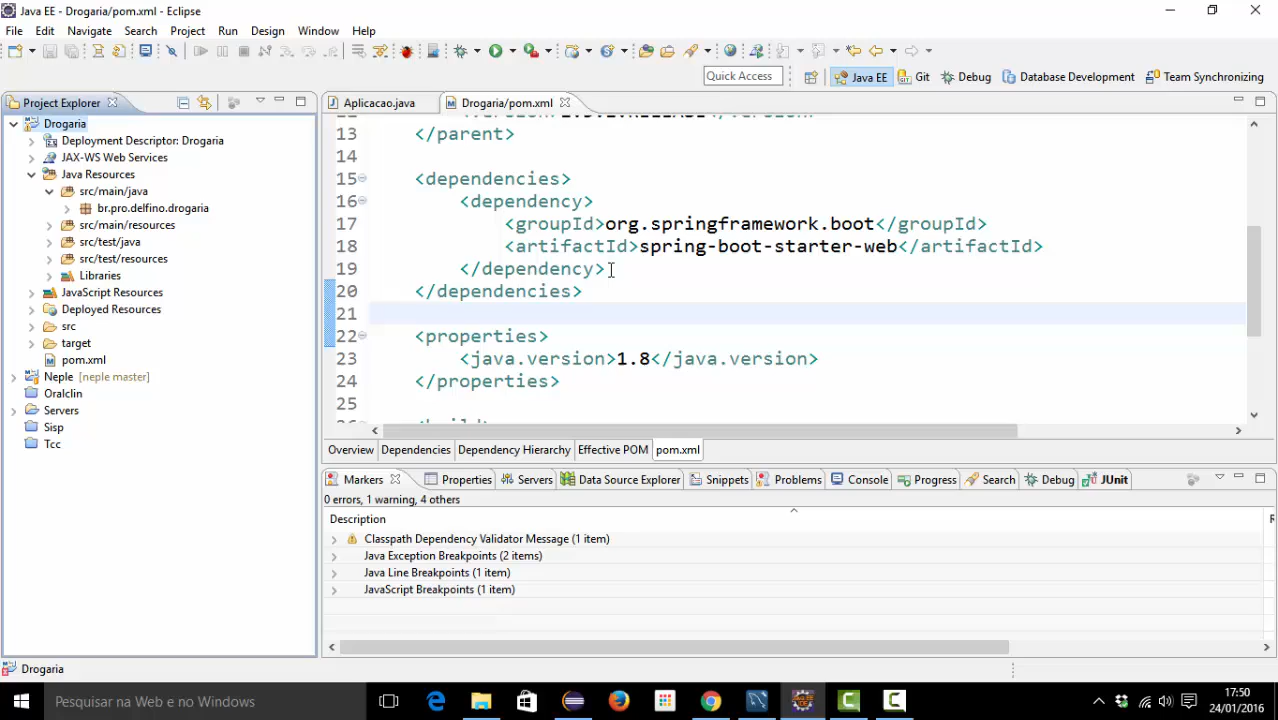 Java EE - Drogaria/pom.xml - Eclipse
File Edit Navigate Search Project Run Design Window Help
Quick Access Java EE Git Debug Database Development Team Synchronizing
Project Explorer
Drogaria
Deployment Descriptor: Drogaria
JAX-WS Web Services
Java Resources
src/main/java
br.pro.delfino.drogaria
src/main/resources
src/test/java
src/test/resources
Libraries
JavaScript Resources
Deployed Resources
src
target
pom.xml
Neple [neple master]
Oralclin
Servers
Sisp
Tcc
Aplicacao.java Drogaria/pom.xml
13 </parent>
14
15 <dependencies>
16 <dependency>
17 <groupId>org.springframework.boot</groupId>
18 <artifactId>spring-boot-starter-web</artifactId>
19 </dependency>
20 </dependencies>
21
22 <properties>
23 <java.version>1.8</java.version>
24 </properties>
25
Overview Dependencies Dependency Hierarchy Effective POM pom.xml
Markers Properties Servers Data Source Explorer Snippets Problems Console Progress Search Debug JUnit
0 errors, 1 warning, 4 others
Description
Classpath Dependency Validator Message (1 item)
Java Exception Breakpoints (2 items)
Java Line Breakpoints (1 item)
JavaScript Breakpoints (1 item)
Drogaria
Pesquisar na Web e no Windows
17:50
24/01/2016